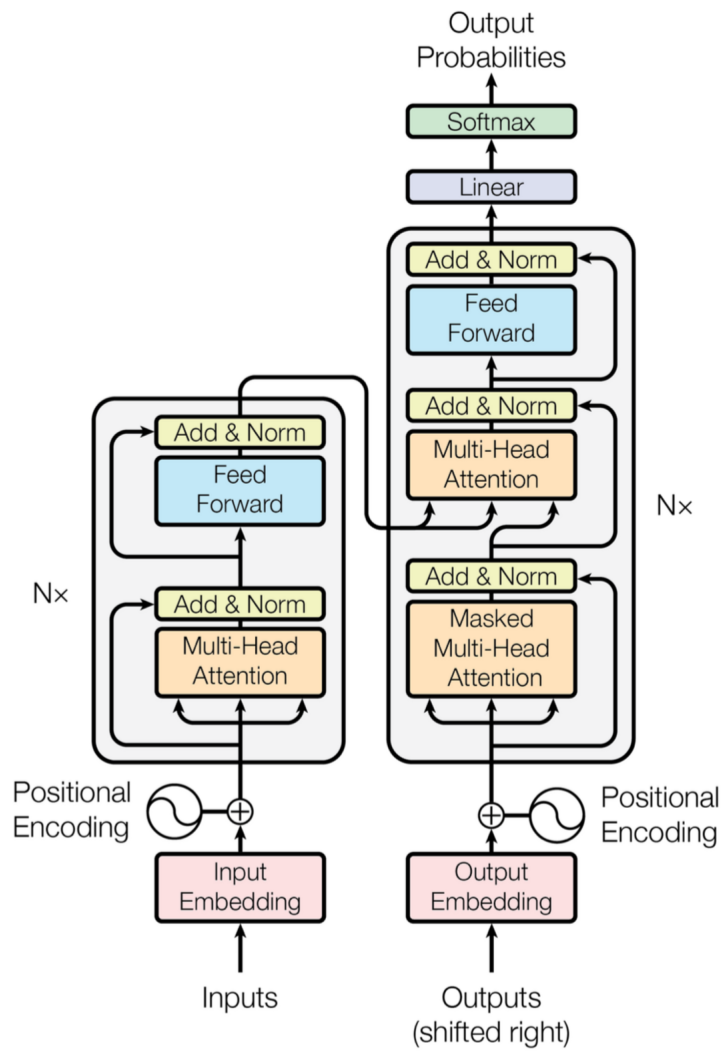 Output
Probabilities
Softmax
Linear
Add & Norm
Feed
Forward
Add & Norm
Multi-Head
Attention
Add & Norm
Masked
Multi-Head
Attention
Nx
Add & Norm
Feed
Forward
Add & Norm
Multi-Head
Attention
N×
Positional
Encoding
Positional
Encoding
Input
Embedding
Output
Embedding
Inputs
Outputs
(shifted right)